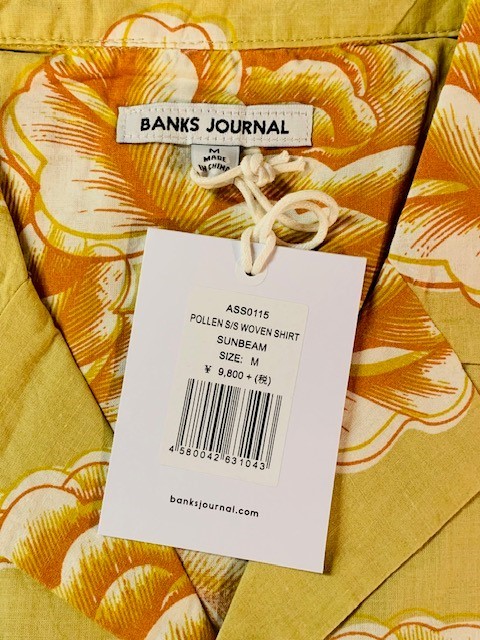 BANKS JOURNAL
M
MADE
IN CHINA
ASS0115
POLLEN S/S WOVEN SHIRT
SUNBEAM
SIZE: M
¥ 9,800 + (税)
4 580042 631043
banksjournal.com